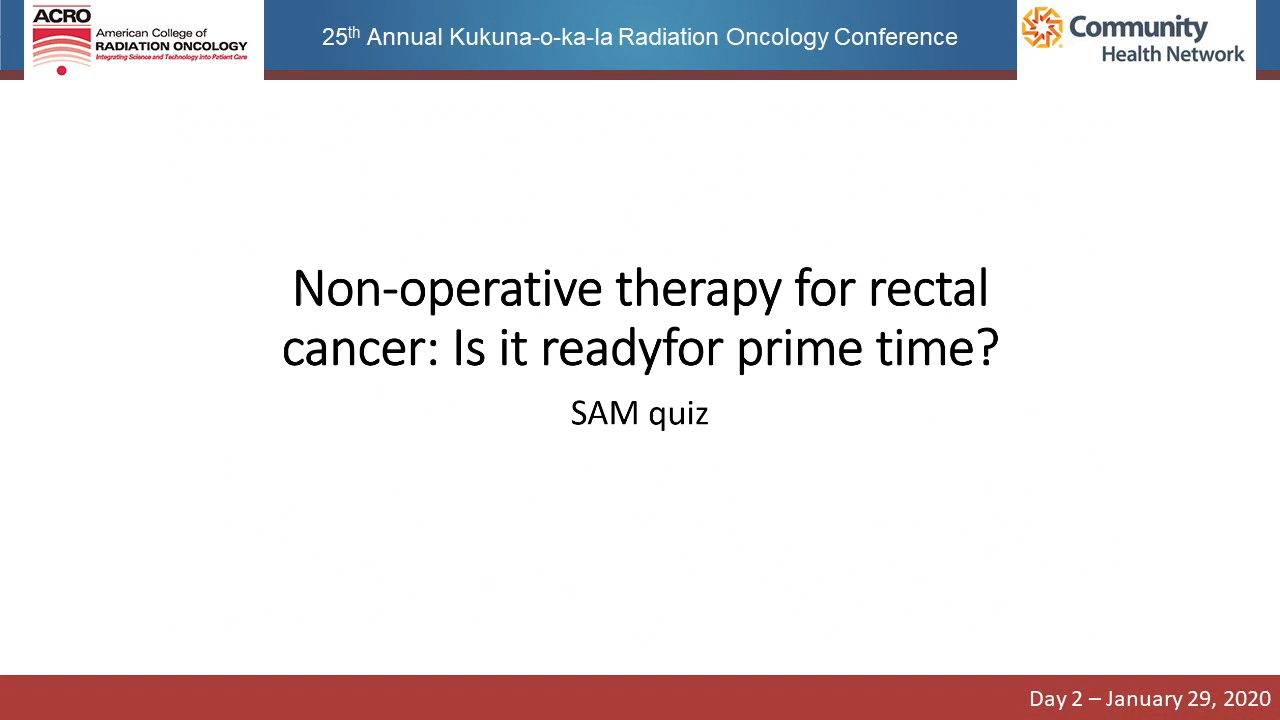 ACRO
American College of
RADIATION ONCOLOGY
Integrating Science and Technology Into Patient Care
25th Annual Kukuna-o-ka-la Radiation Oncology Conference
Community
Health Network
Non-operative therapy for rectal
cancer: Is it readyfor prime time?
SAM quiz
Day 2 – January 29, 2020